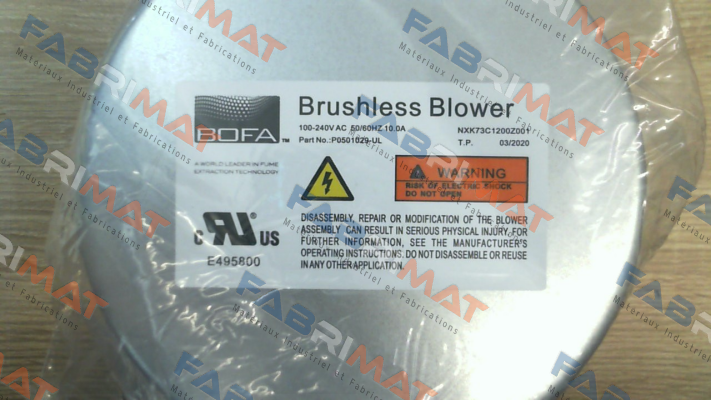 BOFA™
A WORLD LEADER IN FUME
EXTRACTION TECHNOLOGY
Brushless Blower
100-240V AC 50/60HZ 10.0A NXK73C1200Z001
Part No.:P0501029-UL T.P. 03/2020
WARNING
RISK OF ELECTRIC SHOCK
DO NOT OPEN
c RU US
E495800
DISASSEMBLY, REPAIR OR MODIFICATION OF THE BLOWER
ASSEMBLY CAN RESULT IN SERIOUS PHYSICAL INJURY. FOR
FURTHER INFORMATION, SEE THE MANUFACTURER'S
OPERATING INSTRUCTIONS. DO NOT DISASSEMBLE OR REUSE
IN ANY OTHER APPLICATION.
FABRIMAT
Matériaux Industriel et Fabrications